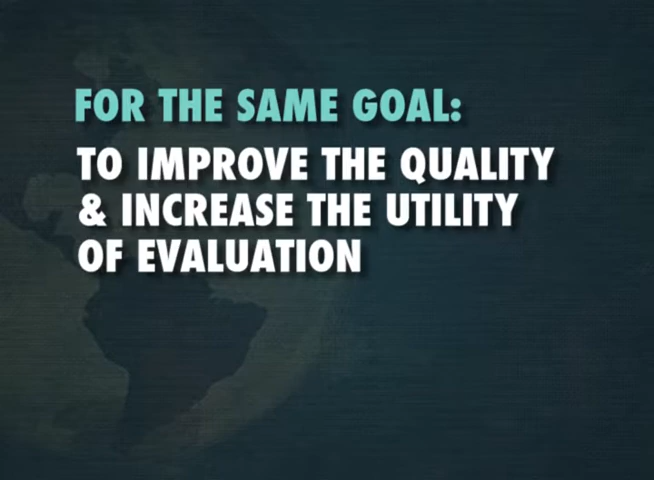 FOR THE SAME GOAL:
TO IMPROVE THE QUALITY
& INCREASE THE UTILITY
OF EVALUATION